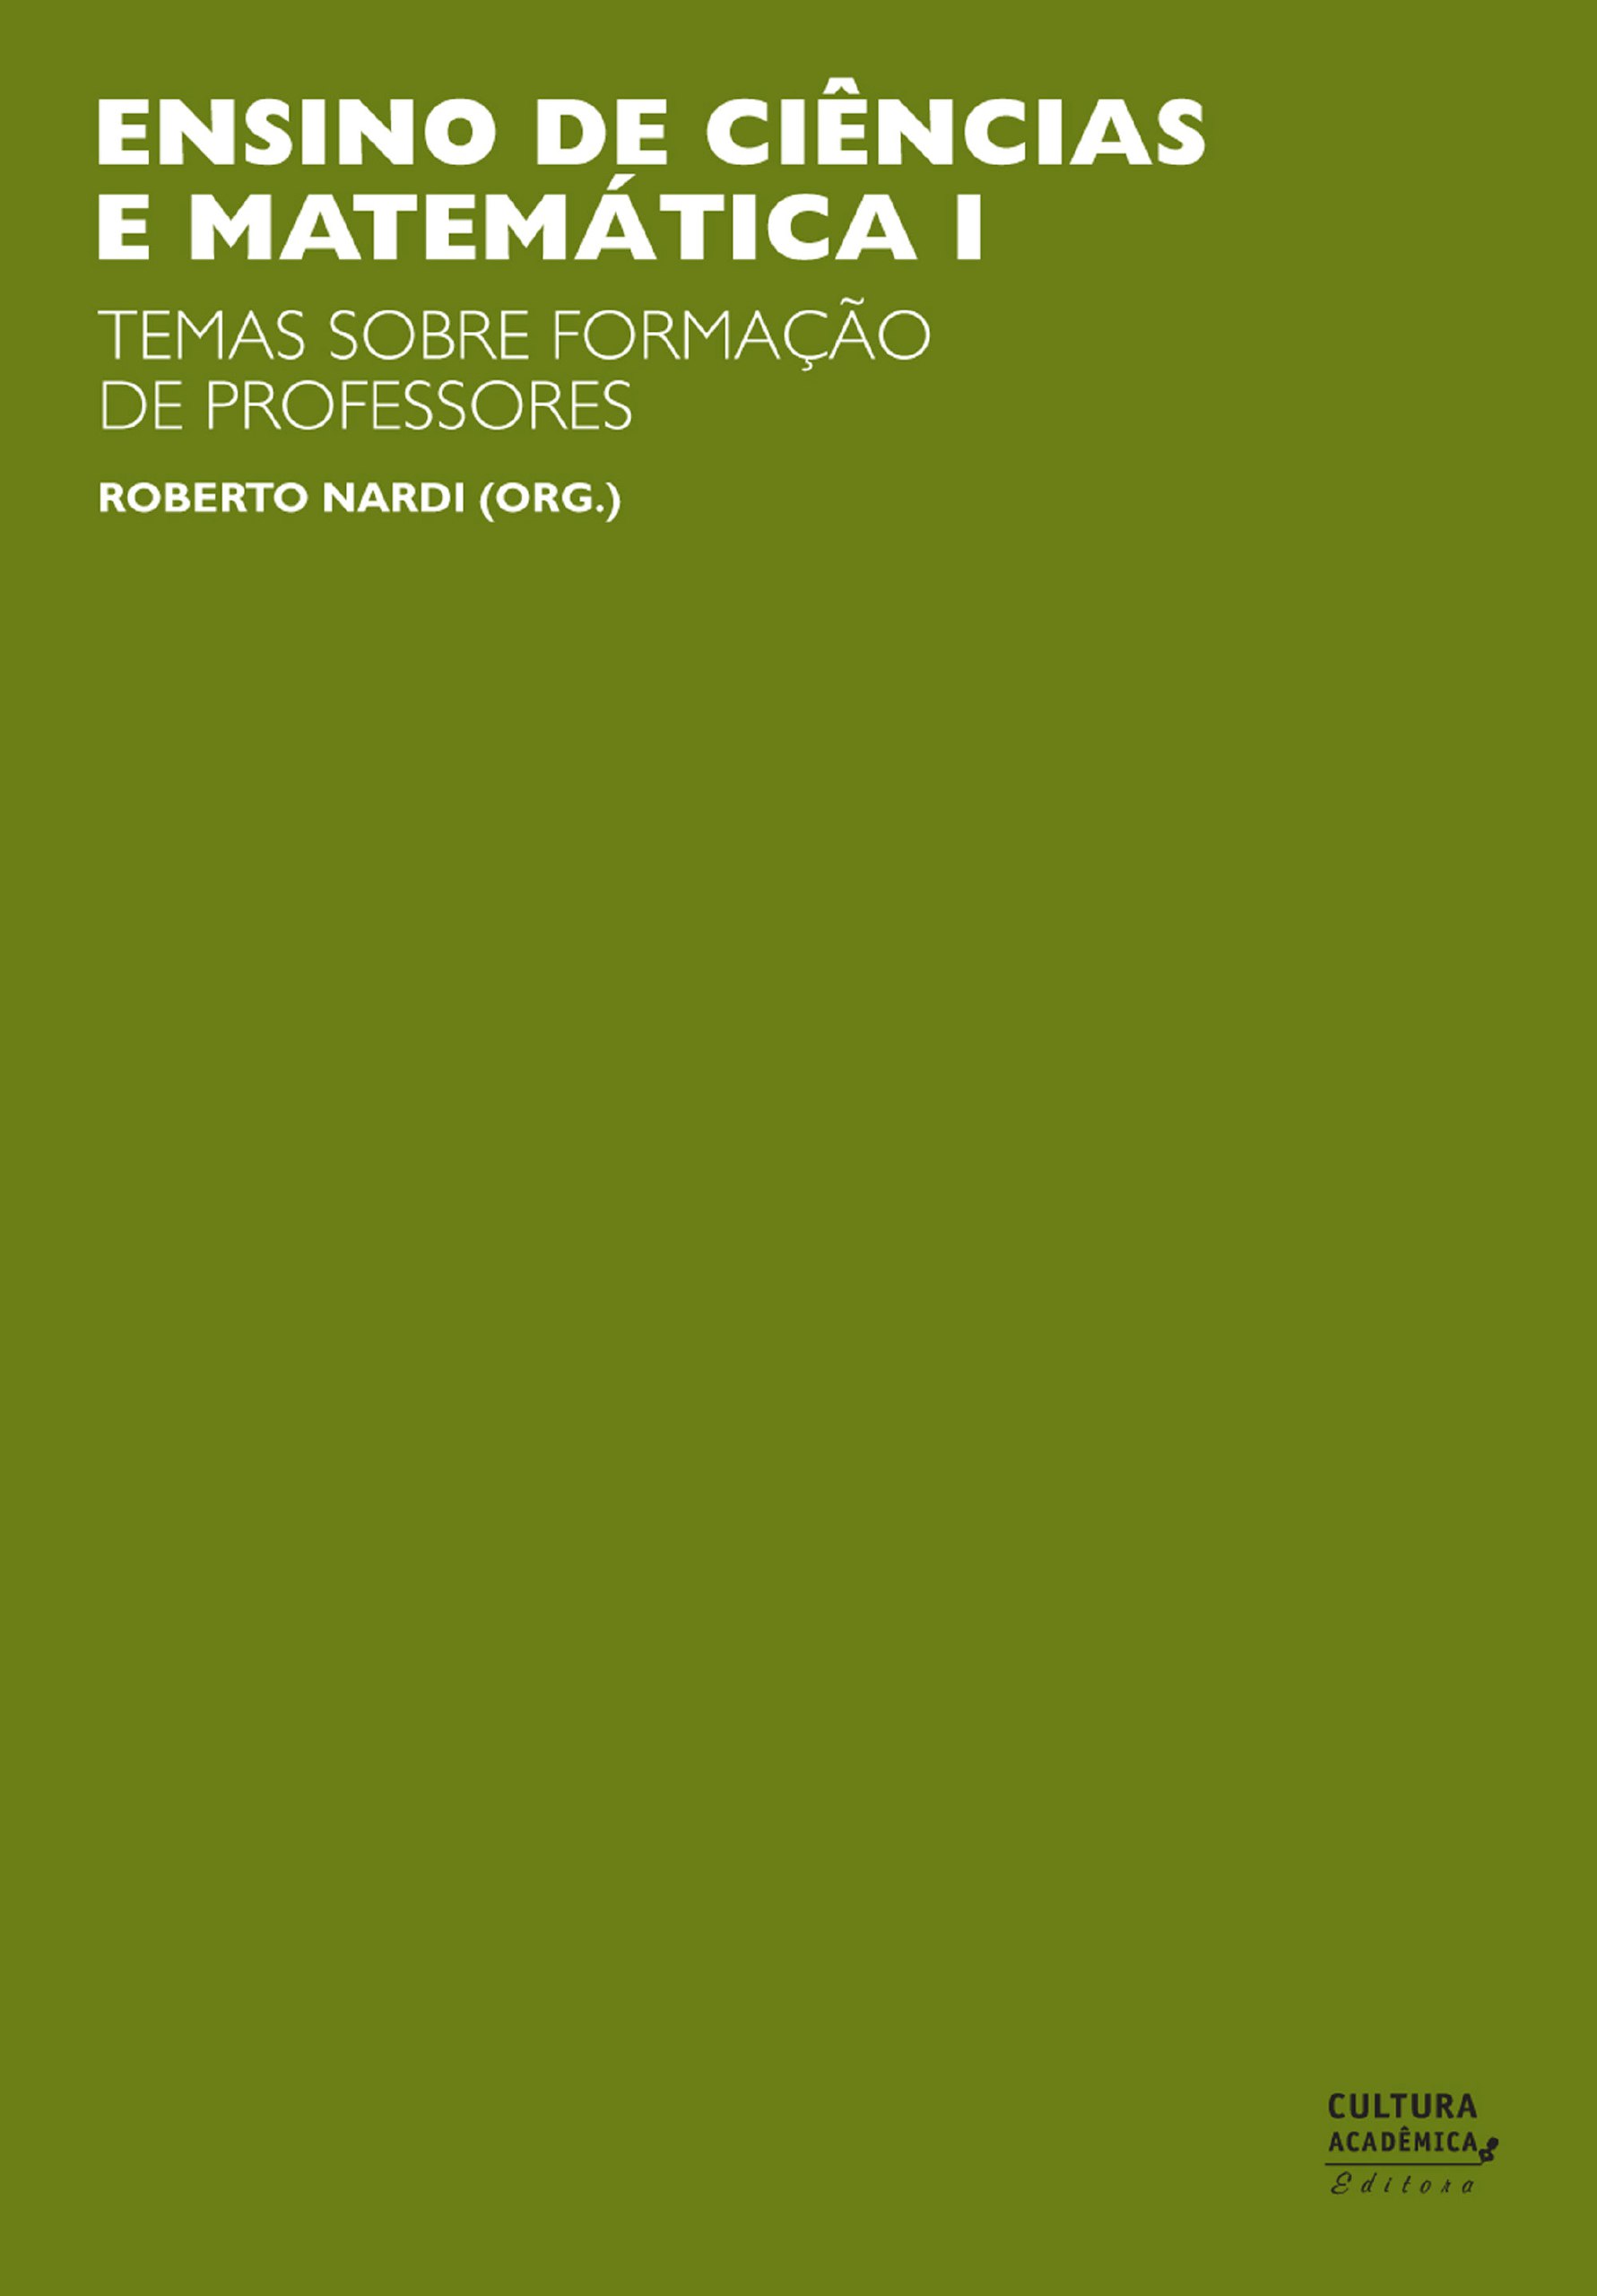 ENSINO DE CIÊNCIAS
E MATEMÁTICA I
TEMAS SOBRE FORMAÇÃO
DE PROFESSORES
ROBERTO NARDI (ORG.)
CULTURA
ACADÊMICA
Editora